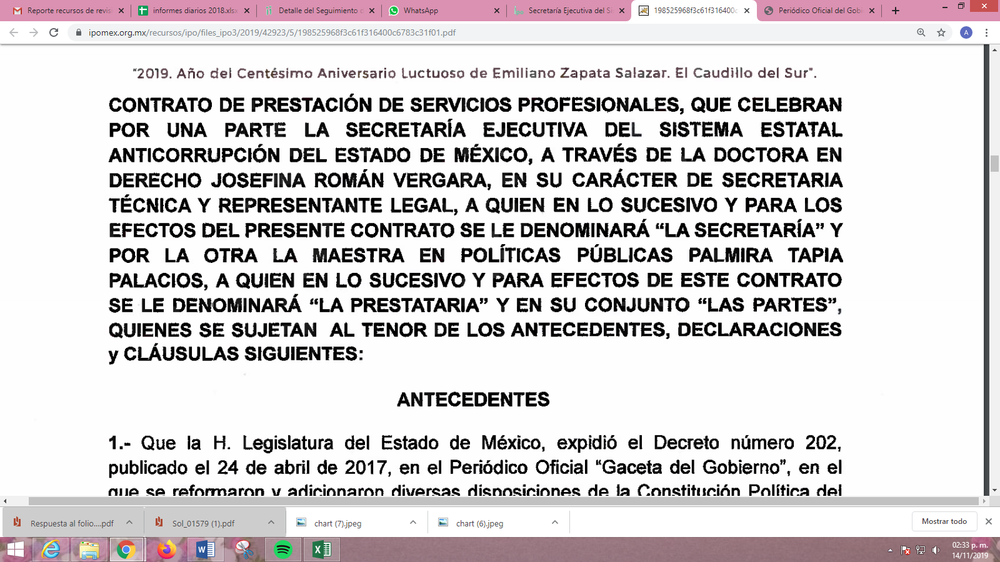 Reporte recursos de revis
informes diarios 2018.xlsx
Detalle del Seguimiento d
WhatsApp
Secretaría Ejecutiva del Si
198525968f3c61f316400c
Periódico Oficial del Gobi
ipomex.org.mx/recursos/ipo/files_ipo3/2019/42923/5/198525968f3c61f316400c6783c31f01.pdf
A
"2019. Año del Centésimo Aniversario Luctuoso de Emiliano Zapata Salazar. El Caudillo del Sur".
CONTRATO DE PRESTACIÓN DE SERVICIOS PROFESIONALES, QUE CELEBRAN
POR UNA PARTE LA SECRETARÍA EJECUTIVA DEL SISTEMA ESTATAL
ANTICORRUPCIÓN DEL ESTADO DE MÉXICO, A TRAVÉS DE LA DOCTORA EN
DERECHO JOSEFINA ROMÁN VERGARA, EN SU CARÁCTER DE SECRETARIA
TÉCNICA Y REPRESENTANTE LEGAL, A QUIEN EN LO SUCESIVO Y PARA LOS
EFECTOS DEL PRESENTE CONTRATO SE LE DENOMINARÁ “LA SECRETARÍA” Y
POR LA OTRA LA MAESTRA EN POLÍTICAS PÚBLICAS PALMIRA TAPIA
PALACIOS, A QUIEN EN LO SUCESIVO Y PARA EFECTOS DE ESTE CONTRATO
SE LE DENOMINARÁ “LA PRESTATARIA” Y EN SU CONJUNTO “LAS PARTES”,
QUIENES SE SUJETAN AL TENOR DE LOS ANTECEDENTES, DECLARACIONES
y CLÁUSULAS SIGUIENTES:
ANTECEDENTES
1.- Que la H. Legislatura del Estado de México, expidió el Decreto número 202,
publicado el 24 de abril de 2017, en el Periódico Oficial “Gaceta del Gobierno”, en el
que se reformaron y adicionaron diversas disposiciones de la Constitución Política del
Respuesta al folio....pdf
Sol_01579 (1).pdf
chart (7).jpeg
chart (6).jpeg
Mostrar todo
02:33 p. m.
14/11/2019